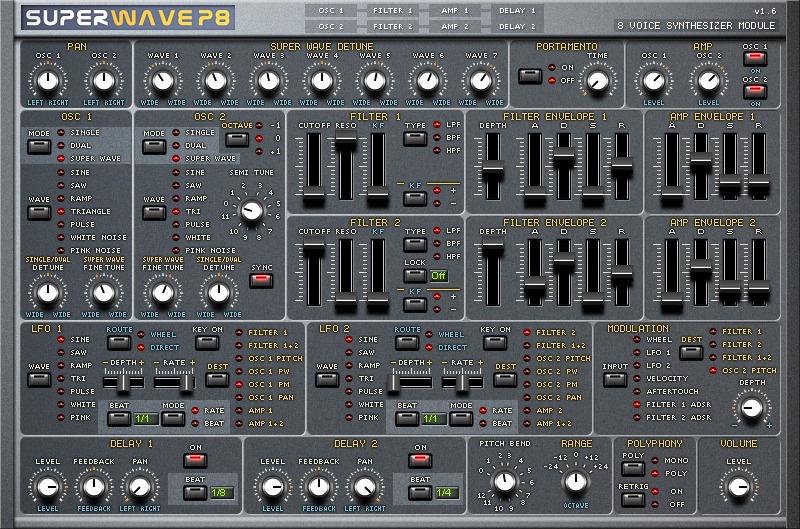 SUPERWAVE P8
OSC 1 FILTER 1 AMP 1 DELAY 1
OSC 2 FILTER 2 AMP 2 DELAY 2
v1.6
8 VOICE SYNTHESIZER MODULE
PAN
OSC 1 OSC 2
LEFT RIGHT LEFT RIGHT
SUPER WAVE DETUNE
WAVE 1 WAVE 2 WAVE 3 WAVE 4 WAVE 5 WAVE 6 WAVE 7
WIDE WIDE WIDE WIDE WIDE WIDE WIDE WIDE
PORTAMENTO
TIME
ON
OFF
AMP
OSC 1 OSC 2
LEVEL LEVEL
OSC 1
ON
OSC 2
ON
OSC 1
MODE
SINGLE
DUAL
SUPER WAVE
WAVE
SINE
SAW
RAMP
TRIANGLE
PULSE
WHITE NOISE
PINK NOISE
SINGLE/DUAL DETUNE
SUPER WAVE FINE TUNE
OSC 2
MODE
SINGLE
DUAL
SUPER WAVE
OCTAVE
-1
0
+1
WAVE
SINE
SAW
RAMP
TRI
PULSE
WHITE
PINK NOISE
SEMI TUNE
0 1 2 3 4 5 6 7 8 9 10
SUPER WAVE FINE TUNE
SINGLE/DUAL DETUNE
SYNC
FILTER 1
CUTOFF RESO KF
TYPE
LPF
BPF
HPF
KF
+
-
FILTER ENVELOPE 1
DEPTH A D S R
AMP ENVELOPE 1
A D S R
FILTER 2
CUTOFF RESO KF
TYPE
LPF
BPF
HPF
LOCK
Off
KF
+
-
FILTER ENVELOPE 2
DEPTH A D S R
AMP ENVELOPE 2
A D S R
LFO 1
WAVE
SINE
SAW
RAMP
TRI
PULSE
WHITE
PINK
ROUTE
WHEEL
DIRECT
KEY ON
-DEPTH+ -RATE+
DEST
BEAT
1/1
MODE
RATE
BEAT
FILTER 1
FILTER 1+2
OSC 1 PITCH
OSC 1 PW
OSC 1 PM
OSC 1 PAN
AMP 1
AMP 1+2
LFO 2
WAVE
SINE
SAW
RAMP
TRI
PULSE
WHITE
PINK
ROUTE
WHEEL
DIRECT
KEY ON
-DEPTH+ -RATE+
DEST
BEAT
1/1
MODE
RATE
BEAT
FILTER 2
FILTER 1+2
OSC 2 PITCH
OSC 2 PW
OSC 2 PM
OSC 2 PAN
AMP 2
AMP 1+2
MODULATION
INPUT
WHEEL
LFO 1
LFO 2
VELOCITY
AFTERTOUCH
FILTER 1 ADSR
FILTER 2 ADSR
DEST
FILTER 1
FILTER 2
FILTER 1+2
OSC 2 PITCH
DEPTH
- +
DELAY 1
LEVEL FEEDBACK PAN
LEVEL FEEDBACK LEFT RIGHT
ON
BEAT
1/8
DELAY 2
LEVEL FEEDBACK PAN
LEVEL FEEDBACK LEFT RIGHT
ON
BEAT
1/4
PITCH BEND
0 1 2 3 4 5 6 7 8 9 10 11 12
RANGE
-24 -12 0 +12 +24
OCTAVE
POLYPHONY
POLY
MONO
POLY
RETRIG
ON
OFF
VOLUME
LEVEL
LEVEL